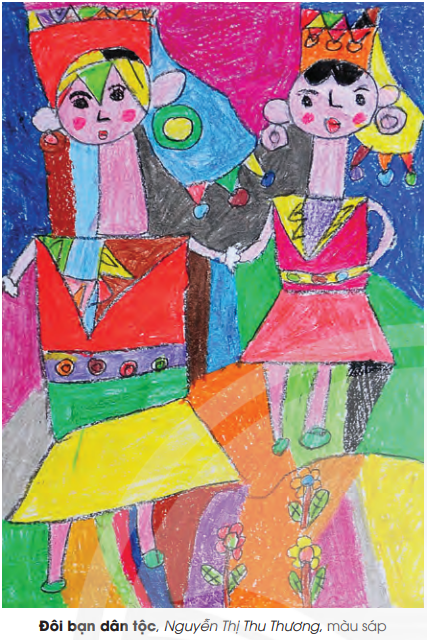 Đôi bạn dân tộc, Nguyễn Thị Thu Thương, màu sáp